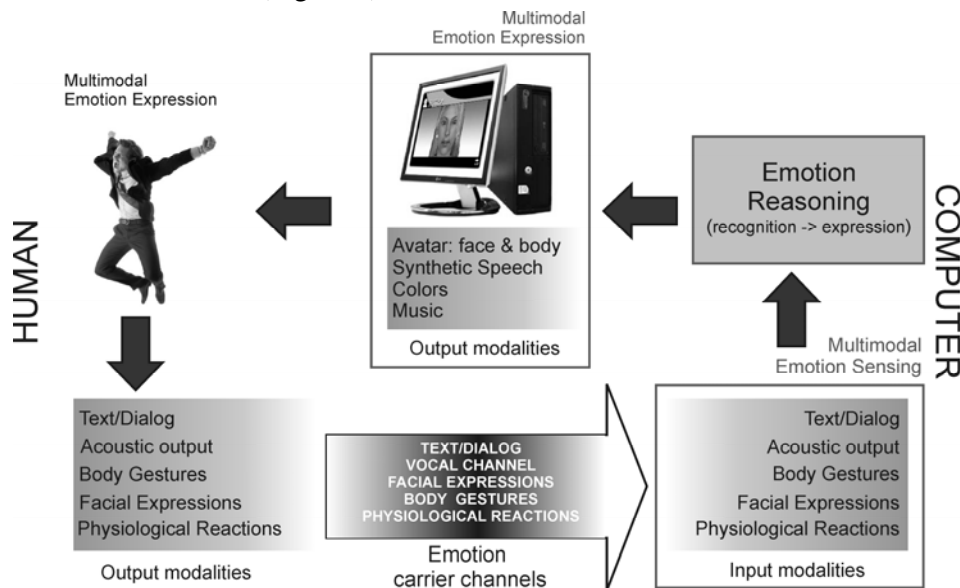 Multimodal
Emotion Expression
Multimodal
Emotion Expression
HUMAN
Avatar: face & body
Synthetic Speech
Colors
Music
Output modalities
Emotion
Reasoning
(recognition -> expression)
COMPUTER
Multimodal
Emotion Sensing
Text/Dialog
Acoustic output
Body Gestures
Facial Expressions
Physiological Reactions
Output modalities
TEXT/DIALOG
VOCAL CHANNEL
FACIAL EXPRESSIONS
BODY GESTURES
PHYSIOLOGICAL REACTIONS
Emotion
carrier channels
Text/Dialog
Acoustic output
Body Gestures
Facial Expressions
Physiological Reactions
Input modalities